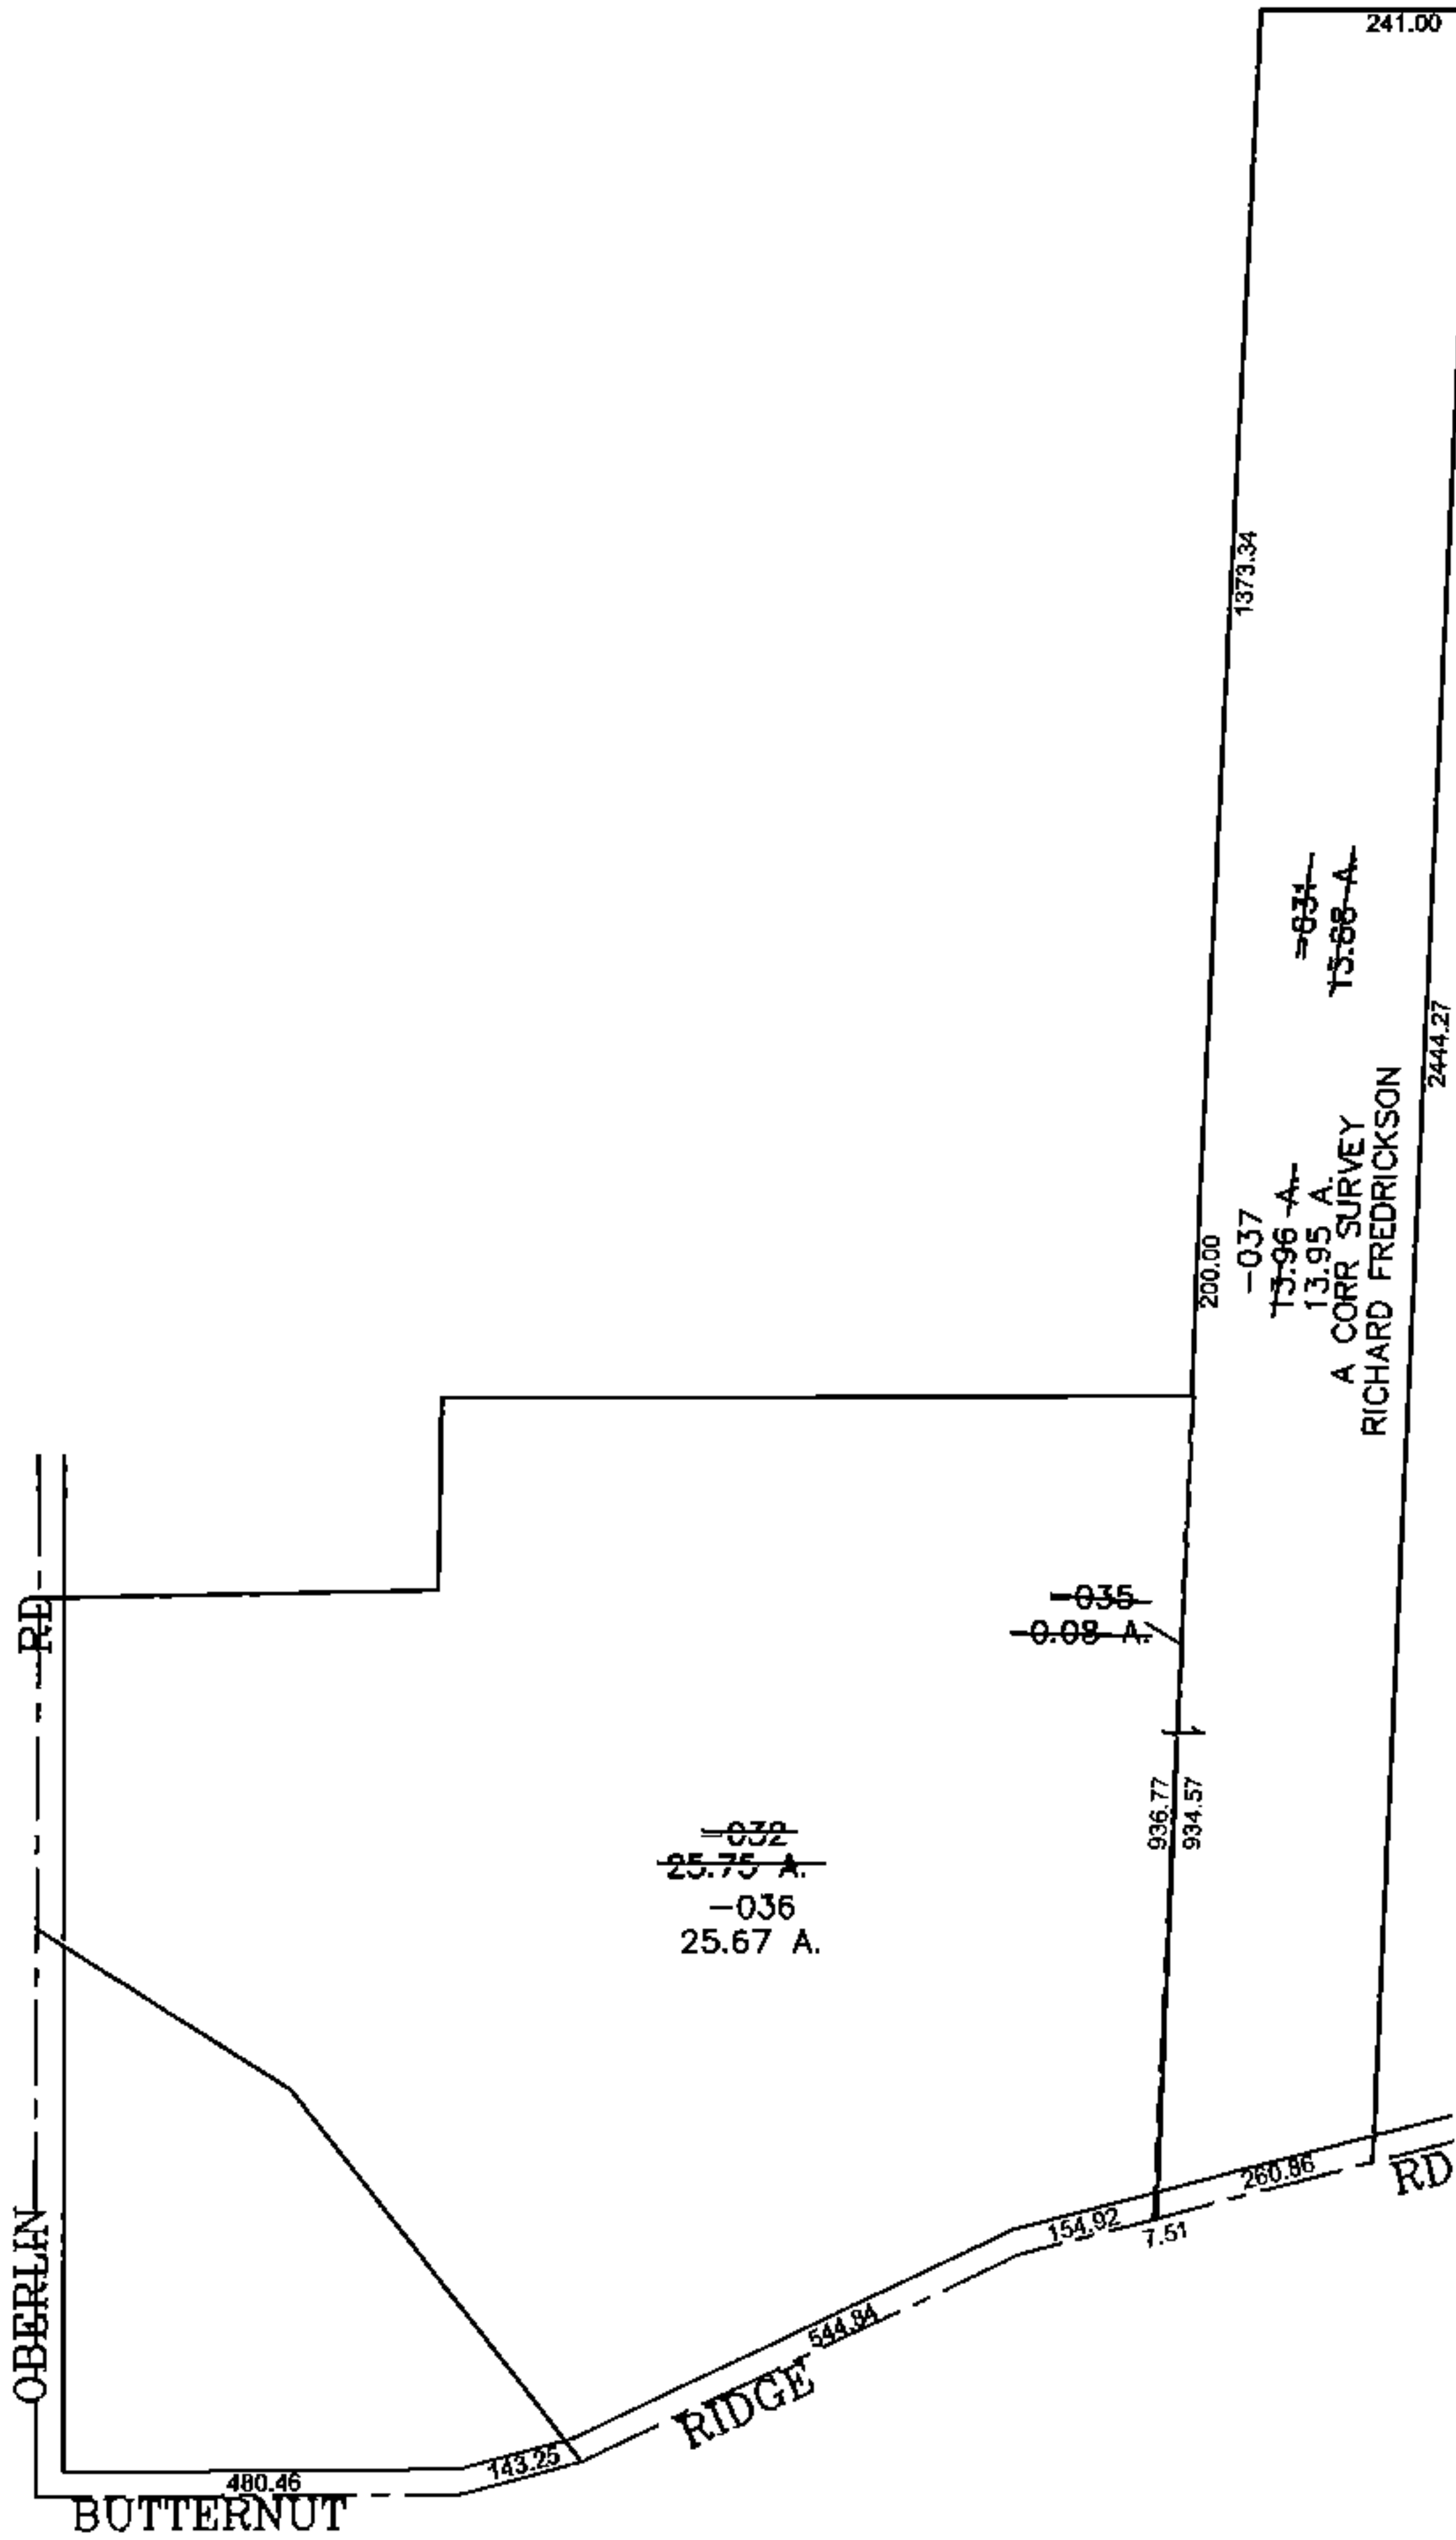 241.00
1373.34
-031
13.88 A.
2444.27
200.00
-037
13.96 A.
13.95 A.
A CORR SURVEY
RICHARD FREDRICKSON
RD
-035
-0.08 A.
936.77
934.57
-032
25.75 A.
-036
25.67 A.
OBERLIN
260.86
RD
154.92
7.51
544.84
RIDGE
143.25
480.46
BUTTERNUT